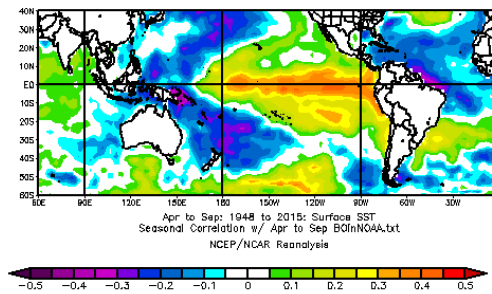 40N
30N
20N
10N
EQ
10S
20S
30S
40S
50S
60S
60E 90E 120E 150E 180 150W 120W 90W 60W 30W
Apr to Sep: 1948 to 2015: Surface SST
Seasonal Correlation w/ Apr to Sep BOInNOAA.txt
NCEP/NCAR Reanalysis
-0.5 -0.4 -0.3 -0.2 -0.1 0 0.1 0.2 0.3 0.4 0.5